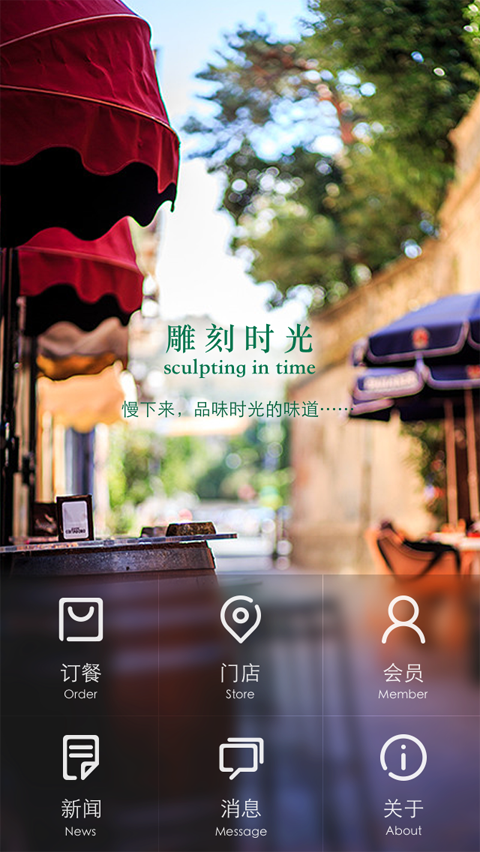 雕刻时光
sculpting in time
慢下来，品味时光的味道……
订餐
Order
门店
Store
会员
Member
新闻
News
消息
Message
关于
About